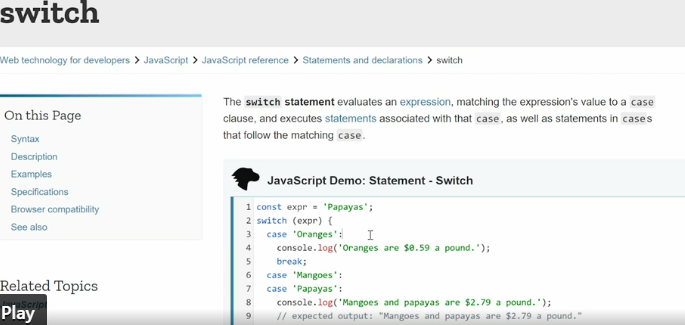 switch
Web technology for developers > JavaScript > JavaScript reference > Statements and declarations > switch
On this Page
Syntax
Description
Examples
Specifications
Browser compatibility
See also
Related Topics
Play
The switch statement evaluates an expression, matching the expression's value to a case
clause, and executes statements associated with that case, as well as statements in cases
that follow the matching case.
JavaScript Demo: Statement - Switch
1 const expr = 'Papayas';
2 switch (expr) {
3 case 'Oranges':
4 console.log('Oranges are $0.59 a pound.');
5 break;
6 case 'Mangoes':
7 case 'Papayas':
8 console.log('Mangoes and papayas are $2.79 a pound.');
9 // expected output: "Mangoes and papayas are $2.79 a pound."